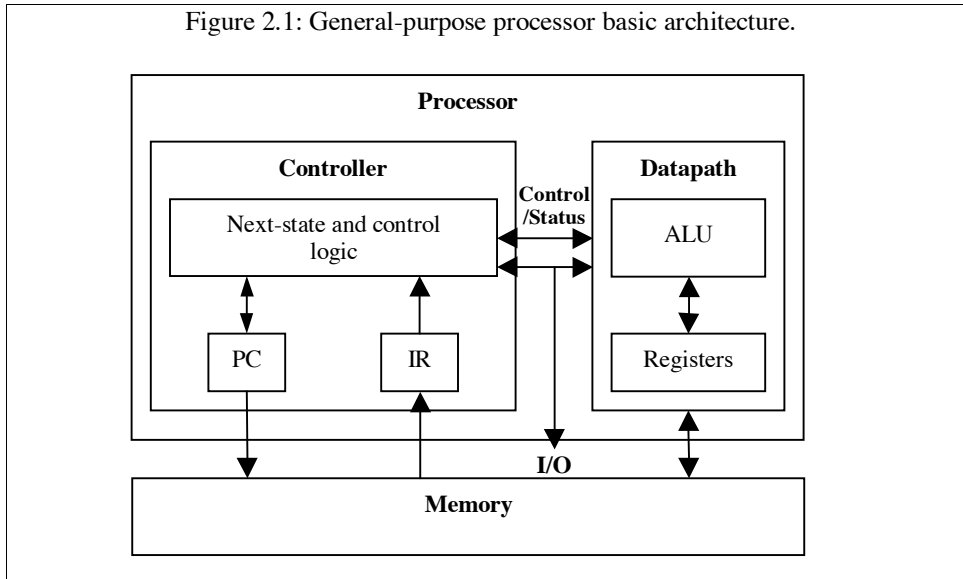 Figure 2.1: General-purpose processor basic architecture.
Processor
Controller
Datapath
Control
/Status
Next-state and control
logic
ALU
PC
IR
Registers
I/O
Memory